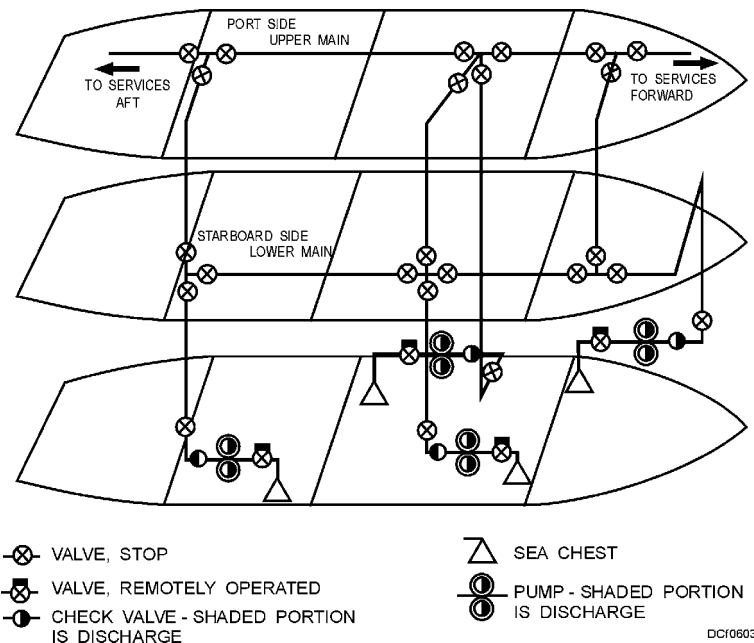 PORT SIDE
UPPER MAIN
TO SERVICES
AFT
TO SERVICES
FORWARD
STARBOARD SIDE
LOWER MAIN
VALVE, STOP
VALVE, REMOTELY OPERATED
CHECK VALVE - SHADED PORTION
IS DISCHARGE
SEA CHEST
PUMP - SHADED PORTION
IS DISCHARGE